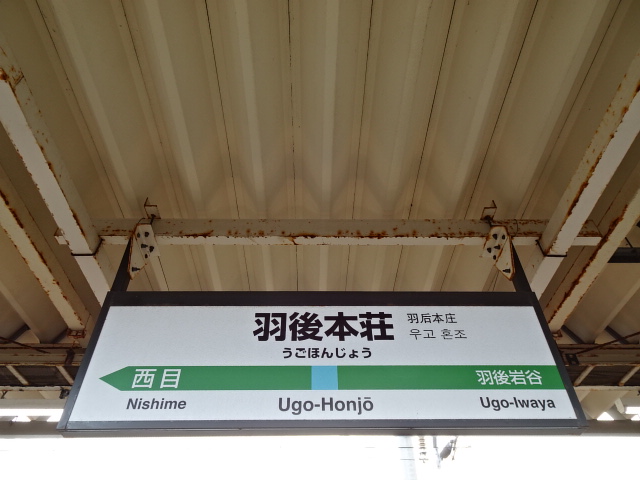 羽後本荘 羽后本庄
우고 혼조
うごほんじょう
西目 羽後岩谷
Nishime Ugo-Honjō Ugo-Iwaya